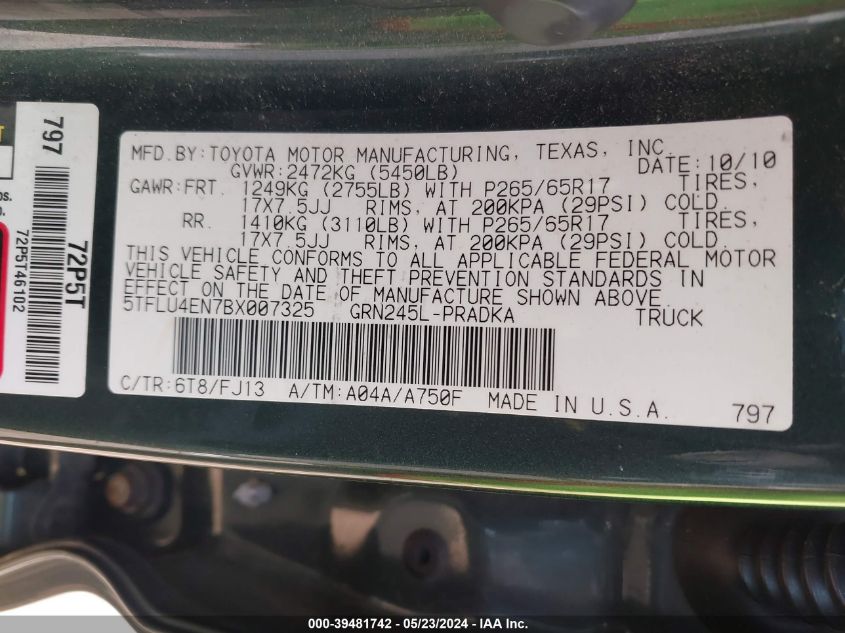 MFD.BY:TOYOTA MOTOR MANUFACTURING, TEXAS, INC.
GVWR:2472KG (5450LB) DATE:10/10
GAWR:FRT. 1249KG (2755LB) WITH P265/65R17 TIRES,
17X7.5JJ RIMS, AT 200KPA (29PSI) COLD.
RR. 1410KG (3110LB) WITH P265/65R17 TIRES,
17X7.5JJ RIMS, AT 200KPA (29PSI) COLD.
THIS VEHICLE CONFORMS TO ALL APPLICABLE FEDERAL MOTOR
VEHICLE SAFETY AND THEFT PREVENTION STANDARDS IN
EFFECT ON THE DATE OF MANUFACTURE SHOWN ABOVE.
5TFLU4EN7BX007325 GRN245L-PRADKA TRUCK
C/TR:6T8/FJ13 A/TM:A04A/A750F MADE IN U.S.A. 797
797
72P5T
72P5T46102
000-39481742 - 05/23/2024 - IAA Inc.